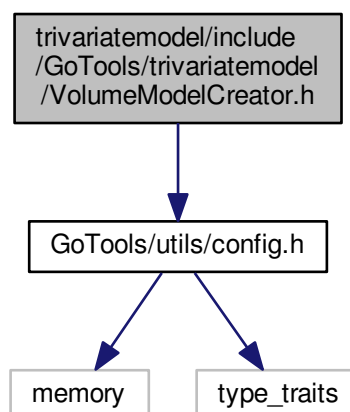 trivariatemodel/include
/GoTools/trivariatemodel
/VolumeModelCreator.h
GoTools/utils/config.h
memory
type_traits